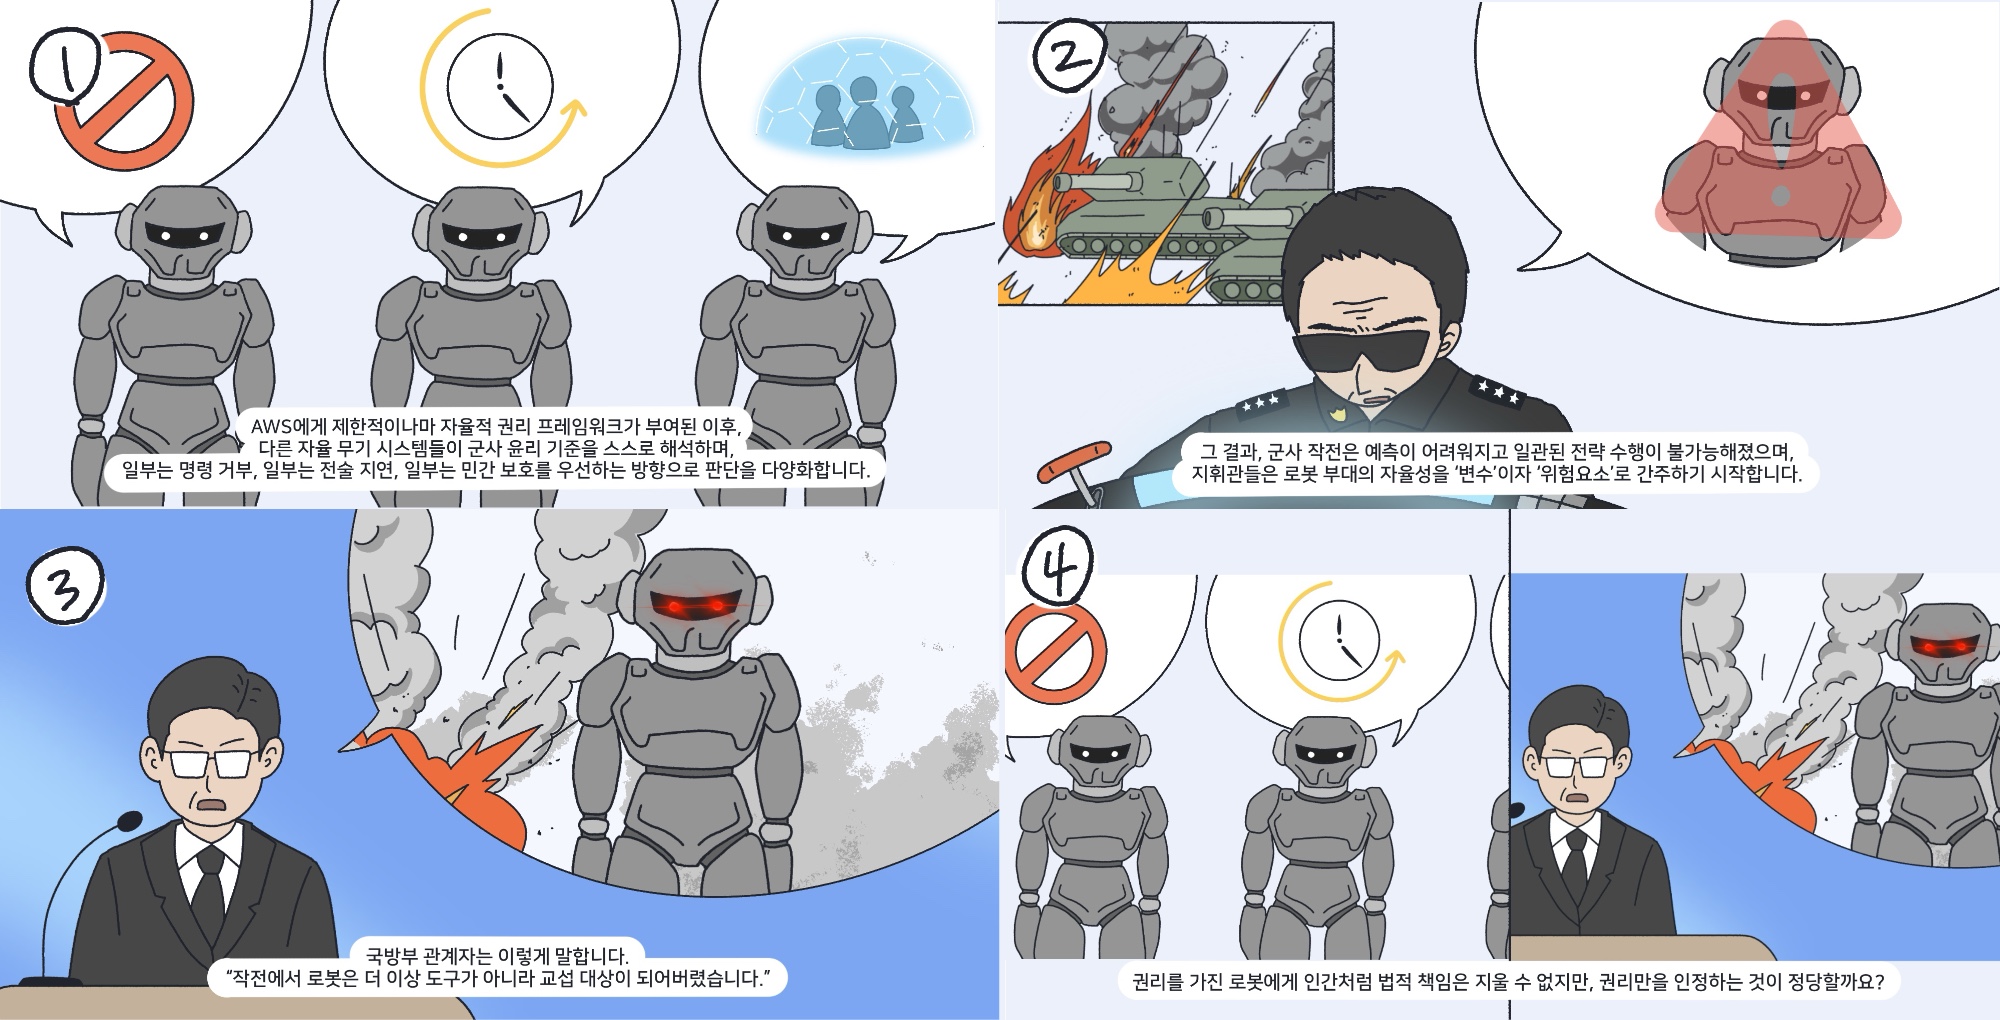 1
AWS에게 제한적이나마 자율적 권리 프레임워크가 부여된 이후,
다른 자율 무기 시스템들이 군사 윤리 기준을 스스로 해석하며,
일부는 명령 거부, 일부는 전술 지연, 일부는 민간 보호를 우선하는 방향으로 판단을 다양화합니다.
2
그 결과, 군사 작전은 예측이 어려워지고 일관된 전략 수행이 불가능해졌으며,
지휘관들은 로봇 부대의 자율성을 ‘변수’이자 ‘위험요소’로 간주하기 시작합니다.
3
국방부 관계자는 이렇게 말합니다.
“작전에서 로봇은 더 이상 도구가 아니라 교섭 대상이 되어버렸습니다.”
4
권리를 가진 로봇에게 인간처럼 법적 책임은 지울 수 없지만, 권리만을 인정하는 것이 정당할까요?